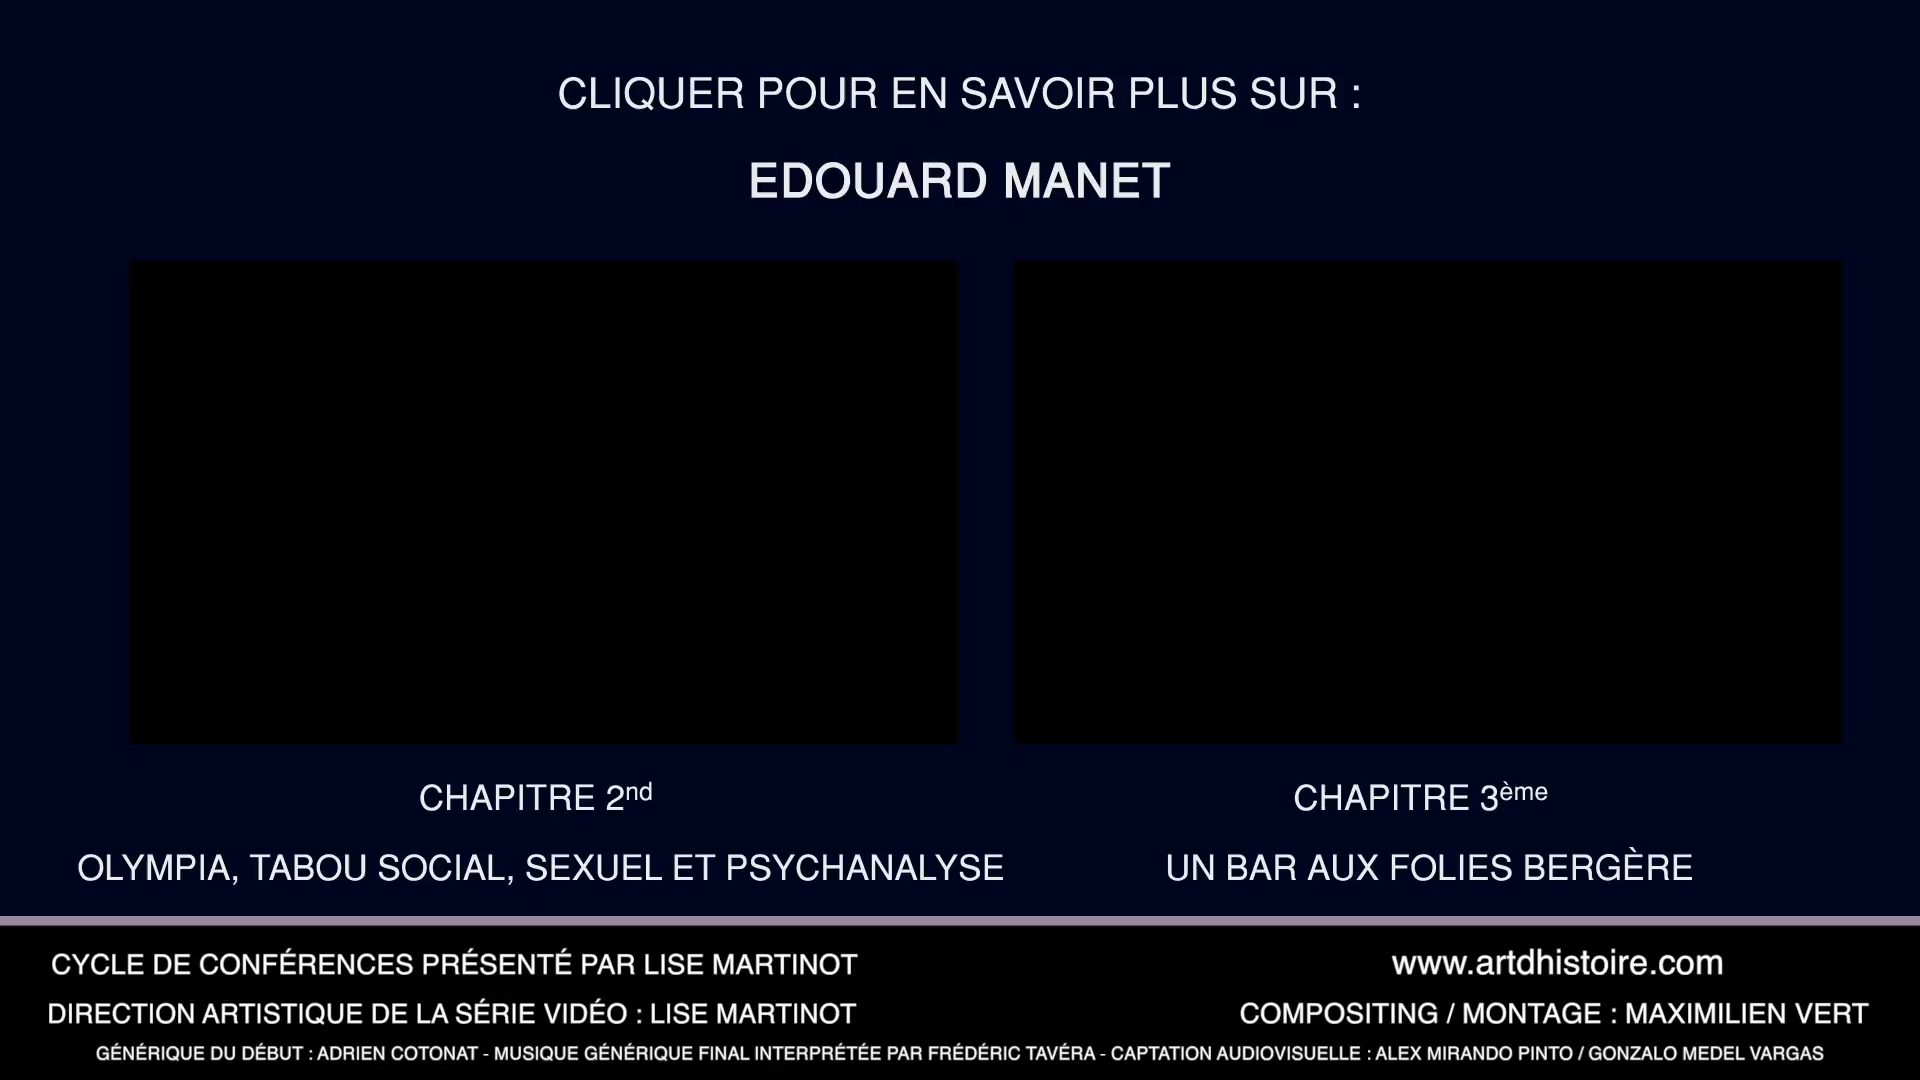 CLIQUER POUR EN SAVOIR PLUS SUR :
EDOUARD MANET
CHAPITRE 2nd
OLYMPIA, TABOU SOCIAL, SEXUEL ET PSYCHANALYSE
CHAPITRE 3ème
UN BAR AUX FOLIES BERGÈRE
CYCLE DE CONFÉRENCES PRÉSENTÉ PAR LISE MARTINOT
www.artdhistoire.com
DIRECTION ARTISTIQUE DE LA SÉRIE VIDÉO : LISE MARTINOT
COMPOSITING / MONTAGE : MAXIMILIEN VERT
GÉNÉRIQUE DU DÉBUT : ADRIEN COTONAT - MUSIQUE GÉNÉRIQUE FINAL INTERPRÉTÉE PAR FRÉDÉRIC TAVÉRA - CAPTATION AUDIOVISUELLE : ALEX MIRANDO PINTO / GONZALO MEDEL VARGAS